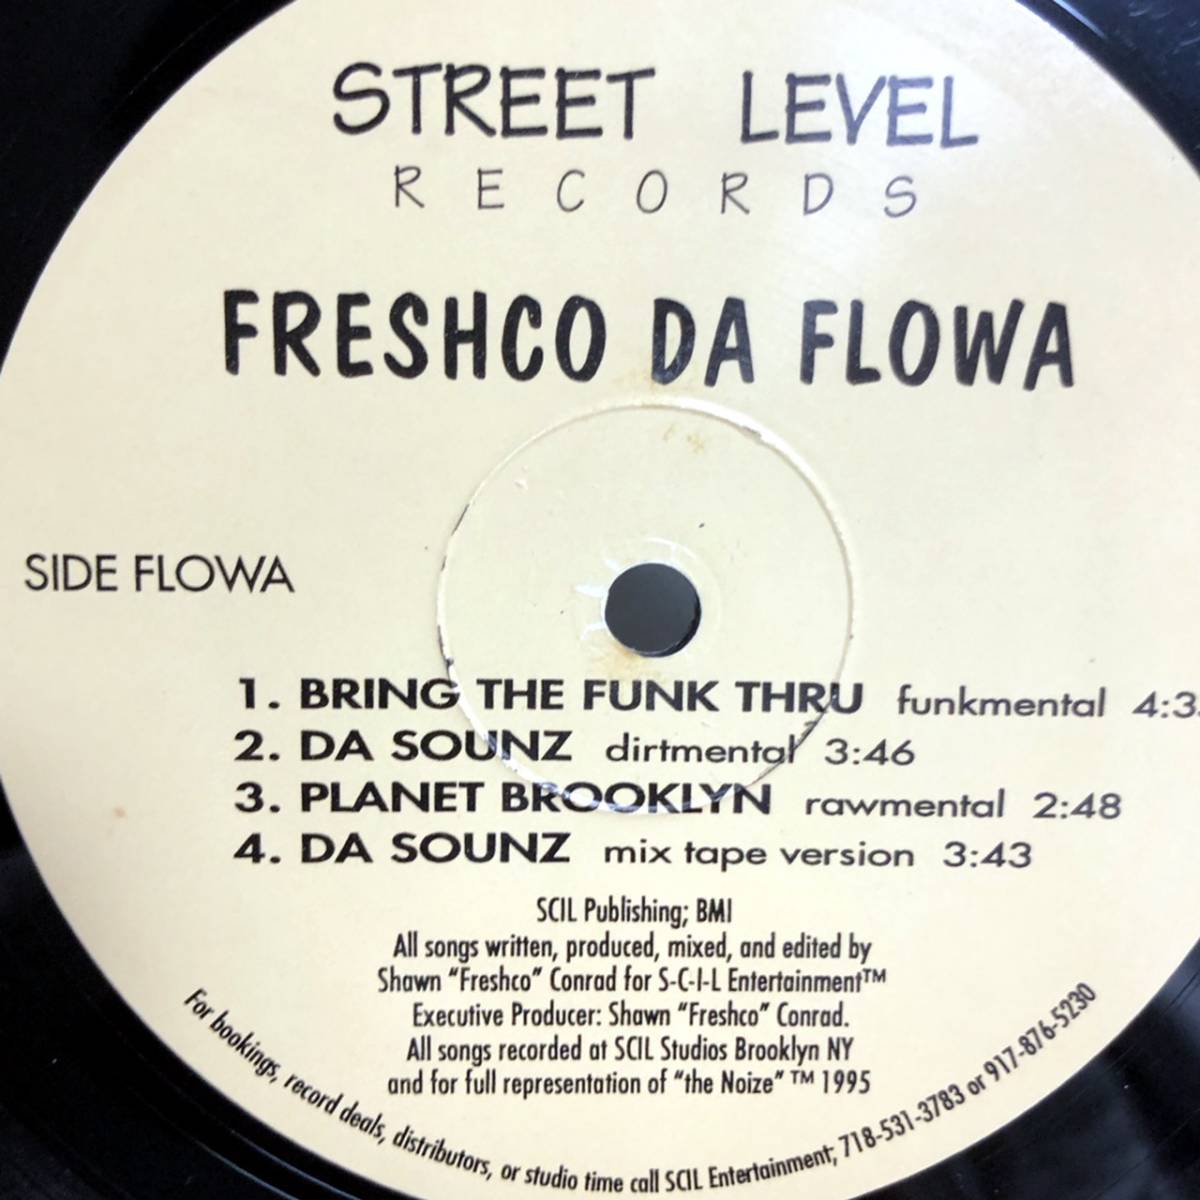 STREET LEVEL
RECORDS
FRESHCO DA FLOWA
SIDE FLOWA
1. BRING THE FUNK THRU funkmental
2. DA SOUNZ dirtmental 3:46
3. PLANET BROOKLYN rawmental 2:48
4. DA SOUNZ mix tape version 3:43
SCIL Publishing; BMI
All songs written, produced, mixed, and edited by
Shawn "Freshco" Conrad for S-C-I-L Entertainment™
Executive Producer: Shawn "Freshco" Conrad.
All songs recorded at SCIL Studios Brooklyn NY
and for full representation of "the Noize" ™ 1995
For bookings, record deals, distributors, or studio time call SCIL Entertainment; 718-531-3783 or 917-876-5230